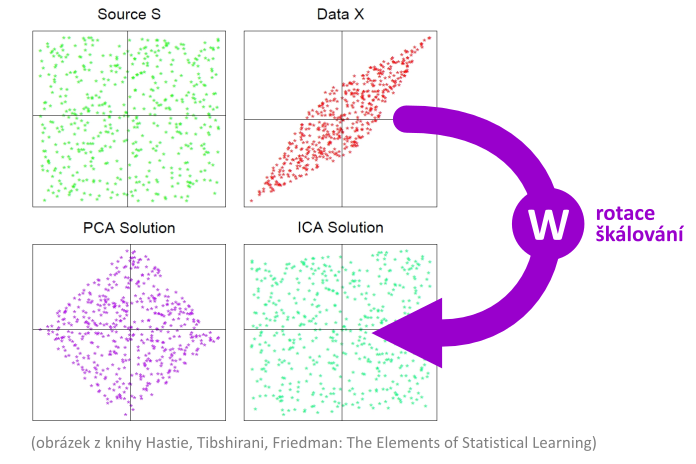 Source S
Data X
PCA Solution
ICA Solution
W
rotace
škálování
(obrázek z knihy Hastie, Tibshirani, Friedman: The Elements of Statistical Learning)